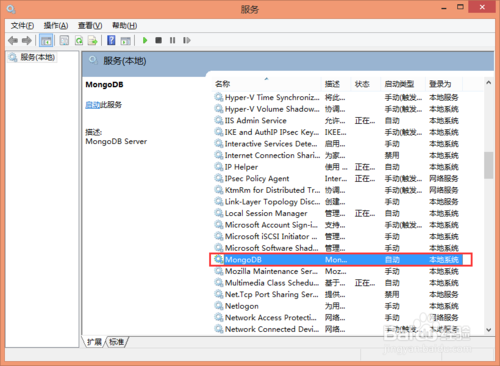 服务
文件(F) 操作(A) 查看(V) 帮助(H)
服务(本地)
服务(本地)
MongoDB
启动此服务
描述:
MongoDB Server
名称 描述 状态 启动类型 登录为
Hyper-V Time Synchroniz... 将此... 手动(触发... 本地服务
Hyper-V Volume Shadow... 协调... 手动(触发... 本地系统
IIS Admin Service 允许... 正在... 自动 本地系统
IKE and AuthIP IPsec Key... IKEE... 手动(触发... 本地系统
Interactive Services Dete... 启用... 手动 本地系统
Internet Connection Shari... 为家... 禁用 本地系统
IP Helper 使用... 正在... 自动 本地系统
IPsec Policy Agent Inter... 正在... 手动(触发... 网络服务
KtmRm for Distributed Tr... 协调... 手动(触发... 网络服务
Link-Layer Topology Disc... 创建... 手动 本地服务
Local Session Manager 管理... 正在... 自动 本地系统
Microsoft Account Sign-i... 支持... 手动(触发... 本地系统
Microsoft iSCSI Initiator ... 管理... 手动 本地系统
Microsoft Software Shad... 管理... 手动 本地系统
MongoDB Mon... 自动 本地系统
Mozilla Maintenance Ser... Moz... 手动 本地系统
Multimedia Class Schedu... 基于... 正在... 自动 本地系统
Net.Tcp Port Sharing Ser... 提供... 禁用 本地服务
Netlogon 为用... 手动 本地系统
Network Access Protecti... 网络... 手动 网络服务
Network Connected Devi... 网络... 手动(触发...
扩展 标准